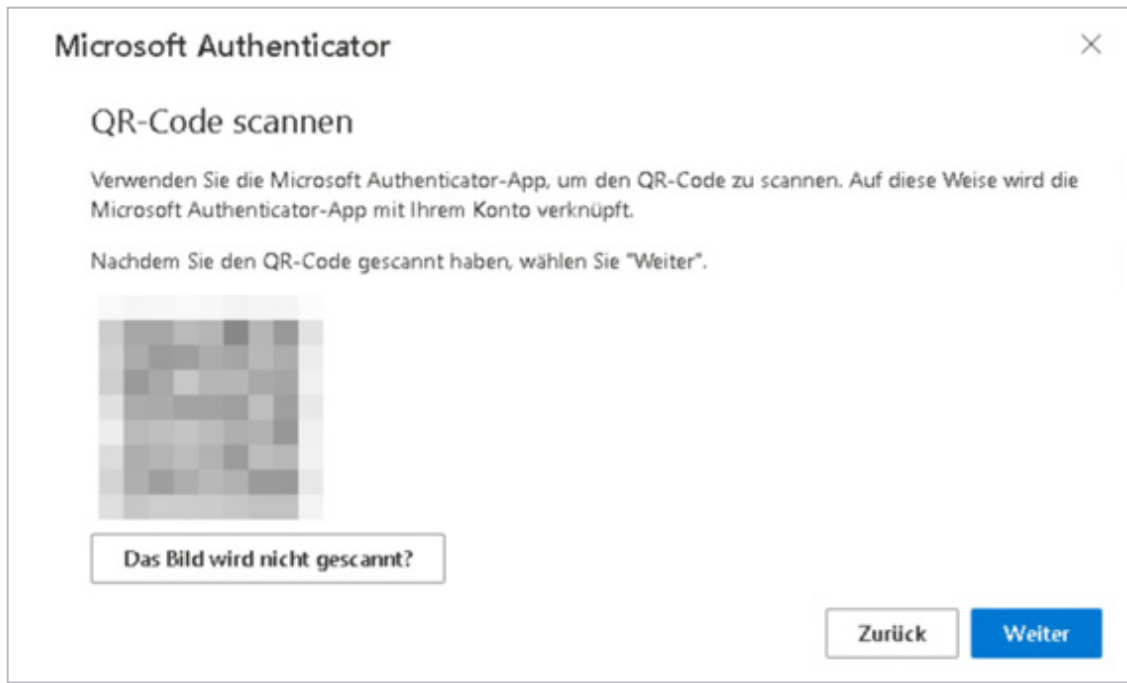 Microsoft Authenticator
QR-Code scannen
Verwenden Sie die Microsoft Authenticator-App, um den QR-Code zu scannen. Auf diese Weise wird die
Microsoft Authenticator-App mit Ihrem Konto verknüpft.
Nachdem Sie den QR-Code gescannt haben, wählen Sie "Weiter".
Das Bild wird nicht gescannt?
Zurück
Weiter